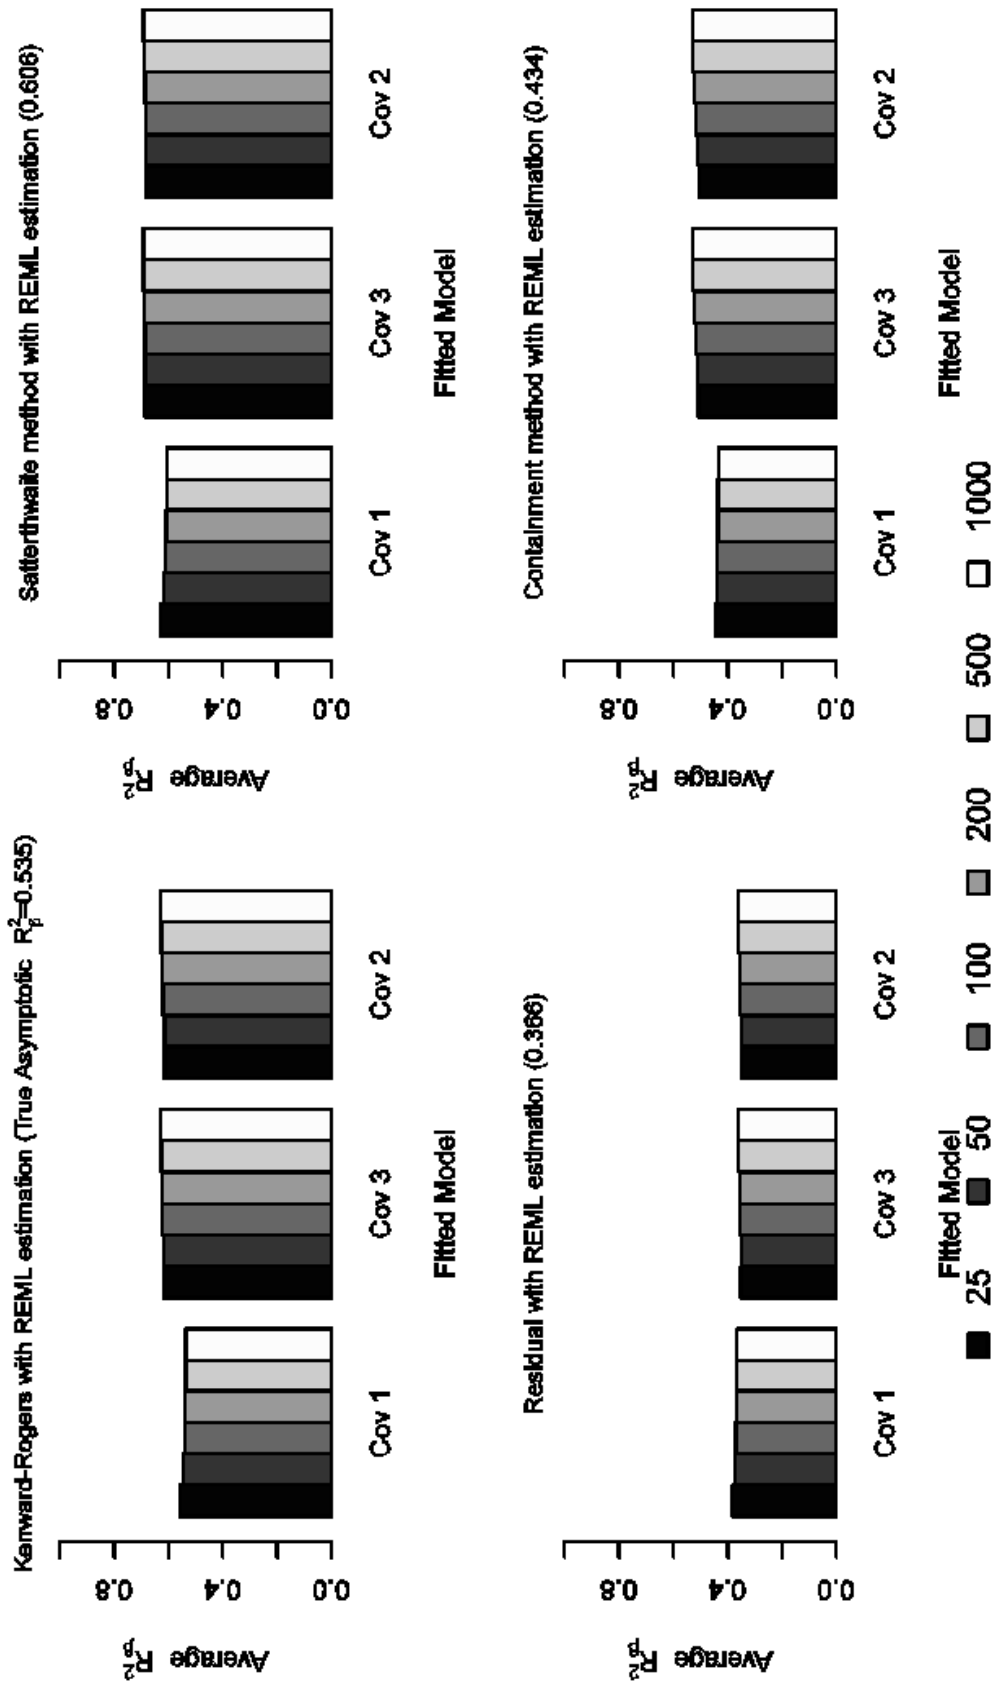 Kenward-Rogers with REML estimation (True Asymptotic R²β=0.535)
Average R²β
0.0 0.4 0.8
Cov 1 Cov 3 Cov 2
Fitted Model
Satterthwaite method with REML estimation (0.606)
Average R²β
0.0 0.4 0.8
Cov 1 Cov 3 Cov 2
Fitted Model
Residual with REML estimation (0.366)
Average R²β
0.0 0.4 0.8
Cov 1 Cov 3 Cov 2
Fitted Model
Containment method with REML estimation (0.434)
Average R²β
0.0 0.4 0.8
Cov 1 Cov 3 Cov 2
Fitted Model
25 50 100 200 500 1000